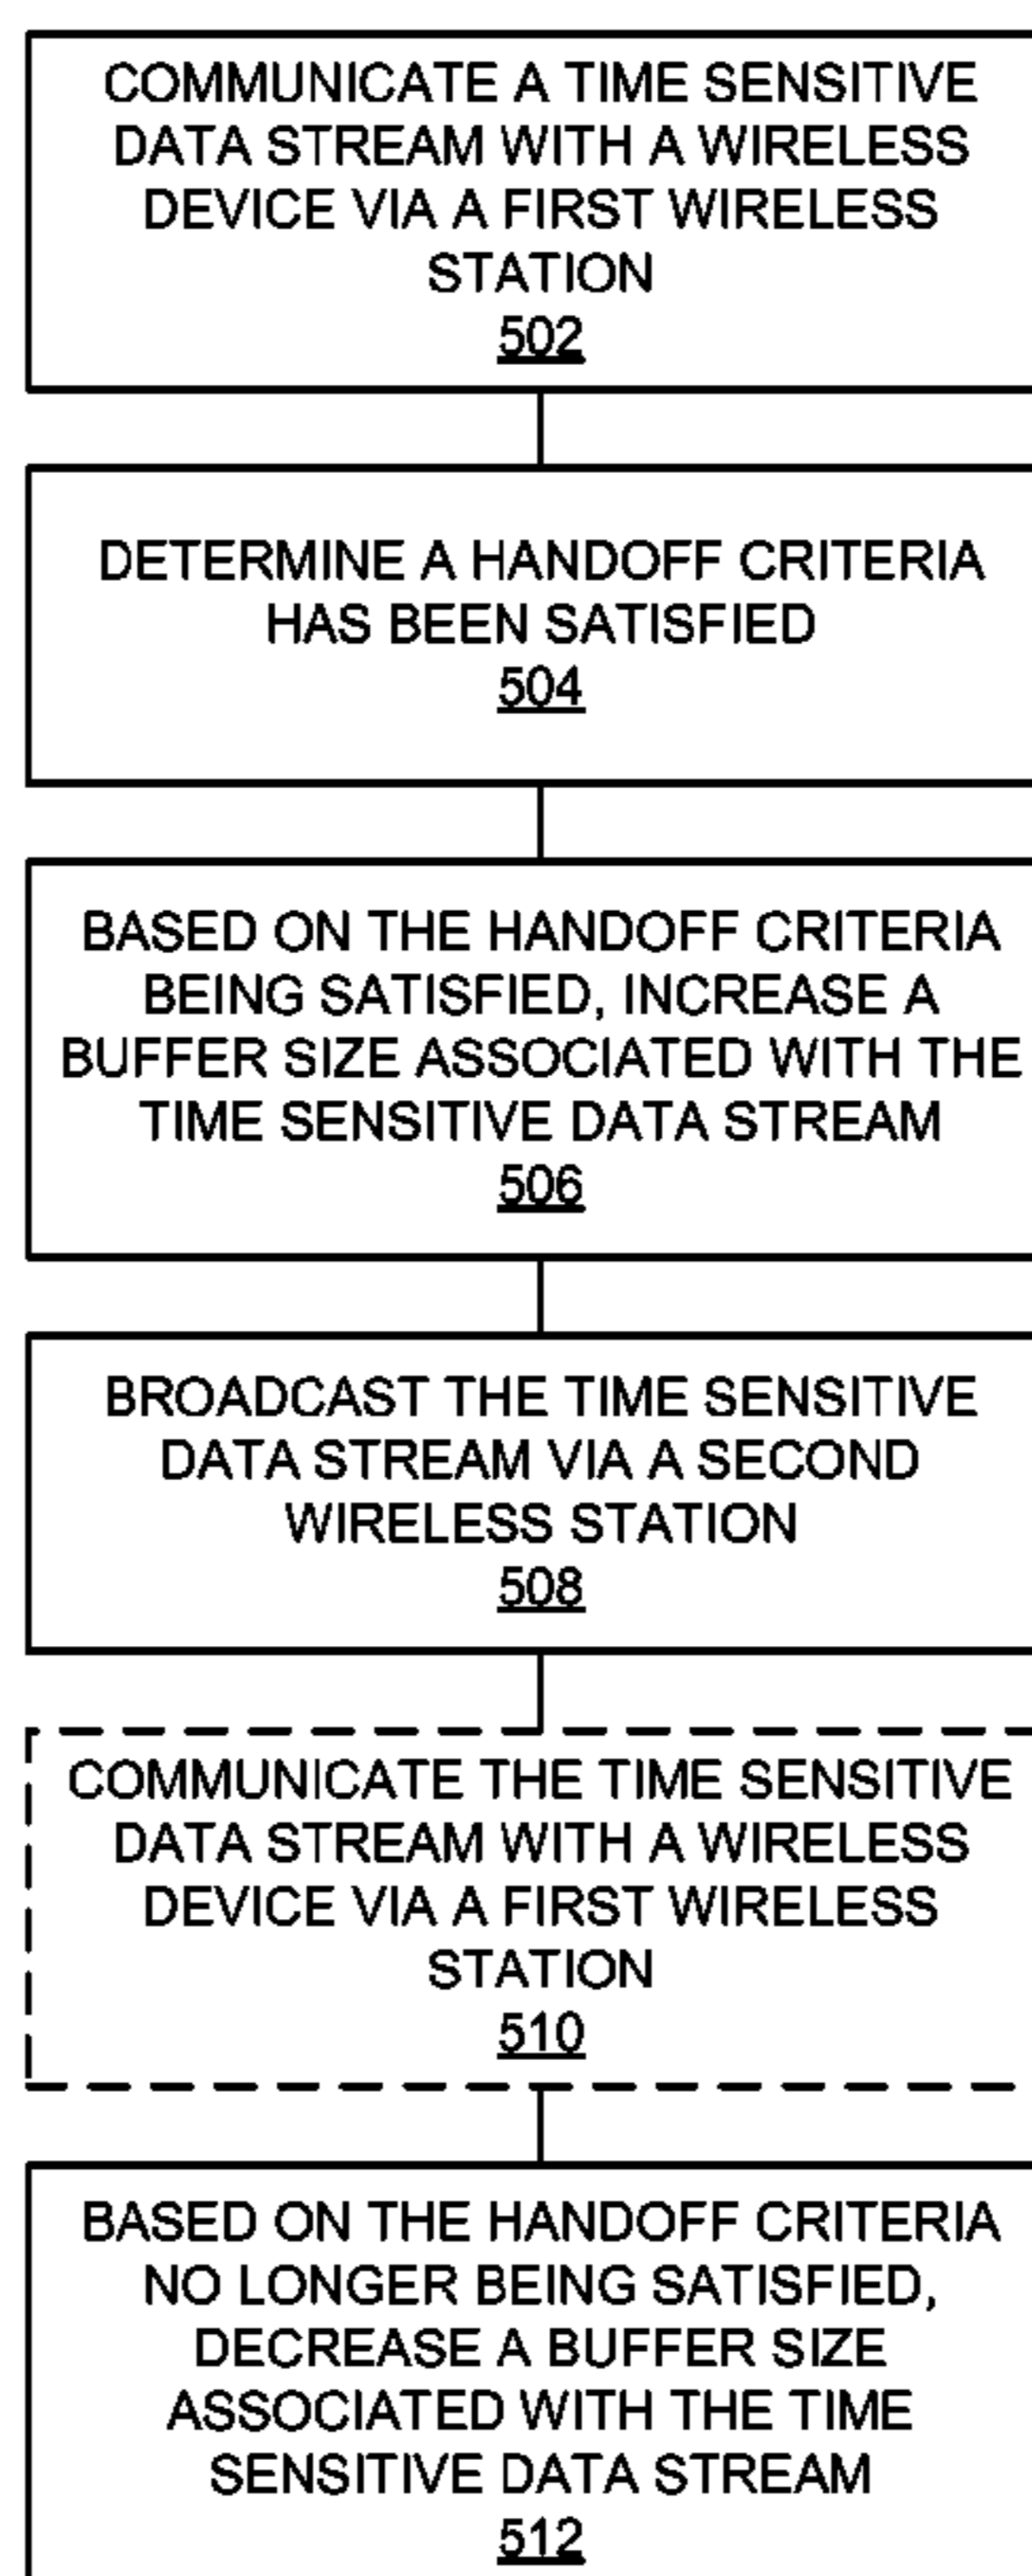 COMMUNICATE A TIME SENSITIVE
DATA STREAM WITH A WIRELESS
DEVICE VIA A FIRST WIRELESS
STATION
502
DETERMINE A HANDOFF CRITERIA
HAS BEEN SATISFIED
504
BASED ON THE HANDOFF CRITERIA
BEING SATISFIED, INCREASE A
BUFFER SIZE ASSOCIATED WITH THE
TIME SENSITIVE DATA STREAM
506
BROADCAST THE TIME SENSITIVE
DATA STREAM VIA A SECOND
WIRELESS STATION
508
COMMUNICATE THE TIME SENSITIVE
DATA STREAM WITH A WIRELESS
DEVICE VIA A FIRST WIRELESS
STATION
510
BASED ON THE HANDOFF CRITERIA
NO LONGER BEING SATISFIED,
DECREASE A BUFFER SIZE
ASSOCIATED WITH THE TIME
SENSITIVE DATA STREAM
512